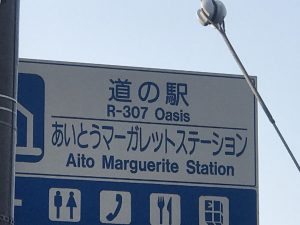 道の駅
R-307 Oasis
あいとうマーガレットステーション
Aito Marguerite Station